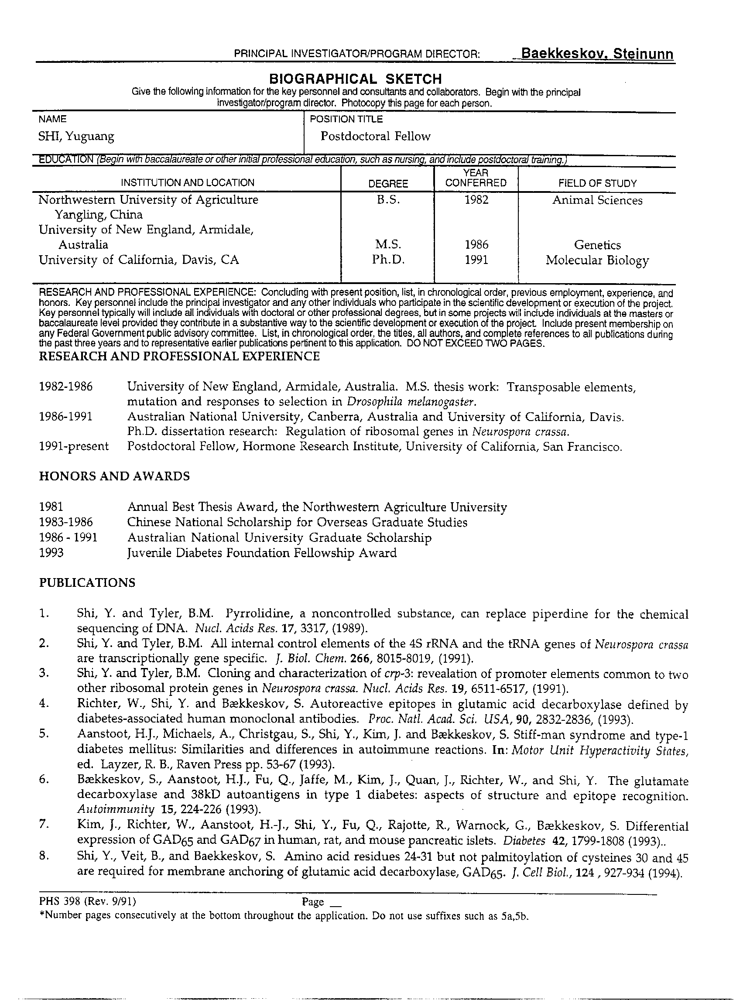 PRINCIPAL INVESTIGATOR/PROGRAM DIRECTOR: Baekkeskov, Steinunn
BIOGRAPHICAL SKETCH
Give the following information for the key personnel and consultants and collaborators. Begin with the principal
investigator/program director. Photocopy this page for each person.
NAME POSITION TITLE
SHI, Yuguang Postdoctoral Fellow
EDUCATION (Begin with baccalaureate or other initial professional education, such as nursing, and include postdoctoral training.)
INSTITUTION AND LOCATION DEGREE YEAR CONFERRED FIELD OF STUDY
Northwestern University of Agriculture B.S. 1982 Animal Sciences
Yangling, China
University of New England, Armidale,
Australia M.S. 1986 Genetics
University of California, Davis, CA Ph.D. 1991 Molecular Biology
RESEARCH AND PROFESSIONAL EXPERIENCE: Concluding with present position, list, in chronological order, previous employment, experience, and
honors. Key personnel include the principal investigator and any other individuals who participate in the scientific development or execution of the project.
Key personnel typically will include all individuals with doctoral or other professional degrees, but in some projects will include individuals at the masters or
baccalaureate level provided they contribute in a substantive way to the scientific development or execution of the project. Include present membership on
any Federal Government public advisory committee. List, in chronological order, the titles, all authors, and complete references to all publications during
the past three years and to representative earlier publications pertinent to this application. DO NOT EXCEED TWO PAGES.
RESEARCH AND PROFESSIONAL EXPERIENCE
1982-1986 University of New England, Armidale, Australia. M.S. thesis work: Transposable elements,
mutation and responses to selection in Drosophila melanogaster.
1986-1991 Australian National University, Canberra, Australia and University of California, Davis.
Ph.D. dissertation research: Regulation of ribosomal genes in Neurospora crassa.
1991-present Postdoctoral Fellow, Hormone Research Institute, University of California, San Francisco.
HONORS AND AWARDS
1981 Annual Best Thesis Award, the Northwestern Agriculture University
1983-1986 Chinese National Scholarship for Overseas Graduate Studies
1986 - 1991 Australian National University Graduate Scholarship
1993 Juvenile Diabetes Foundation Fellowship Award
PUBLICATIONS
1. Shi, Y. and Tyler, B.M. Pyrrolidine, a noncontrolled substance, can replace piperdine for the chemical
sequencing of DNA. Nucl. Acids Res. 17, 3317, (1989).
2. Shi, Y. and Tyler, B.M. All internal control elements of the 4S rRNA and the tRNA genes of Neurospora crassa
are transcriptionally gene specific. J. Biol. Chem. 266, 8015-8019, (1991).
3. Shi, Y. and Tyler, B.M. Cloning and characterization of crp-3: revealation of promoter elements common to two
other ribosomal protein genes in Neurospora crassa. Nucl. Acids Res. 19, 6511-6517, (1991).
4. Richter, W., Shi, Y. and Bækkeskov, S. Autoreactive epitopes in glutamic acid decarboxylase defined by
diabetes-associated human monoclonal antibodies. Proc. Natl. Acad. Sci. USA, 90, 2832-2836, (1993).
5. Aanstoot, H.J., Michaels, A., Christgau, S., Shi, Y., Kim, J. and Bækkeskov, S. Stiff-man syndrome and type-1
diabetes mellitus: Similarities and differences in autoimmune reactions. In: Motor Unit Hyperactivity States,
ed. Layzer, R. B., Raven Press pp. 53-67 (1993).
6. Bækkeskov, S., Aanstoot, H.J., Fu, Q., Jaffe, M., Kim, J., Quan, J., Richter, W., and Shi, Y. The glutamate
decarboxylase and 38kD autoantigens in type 1 diabetes: aspects of structure and epitope recognition.
Autoimmunity 15, 224-226 (1993).
7. Kim, J., Richter, W., Aanstoot, H.-J., Shi, Y., Fu, Q., Rajotte, R., Warnock, G., Bækkeskov, S. Differential
expression of GAD65 and GAD67 in human, rat, and mouse pancreatic islets. Diabetes 42, 1799-1808 (1993)..
8. Shi, Y., Veit, B., and Baekkeskov, S. Amino acid residues 24-31 but not palmitoylation of cysteines 30 and 45
are required for membrane anchoring of glutamic acid decarboxylase, GAD65. J. Cell Biol., 124 , 927-934 (1994).
PHS 398 (Rev. 9/91) Page __
*Number pages consecutively at the bottom throughout the application. Do not use suffixes such as 5a,5b.